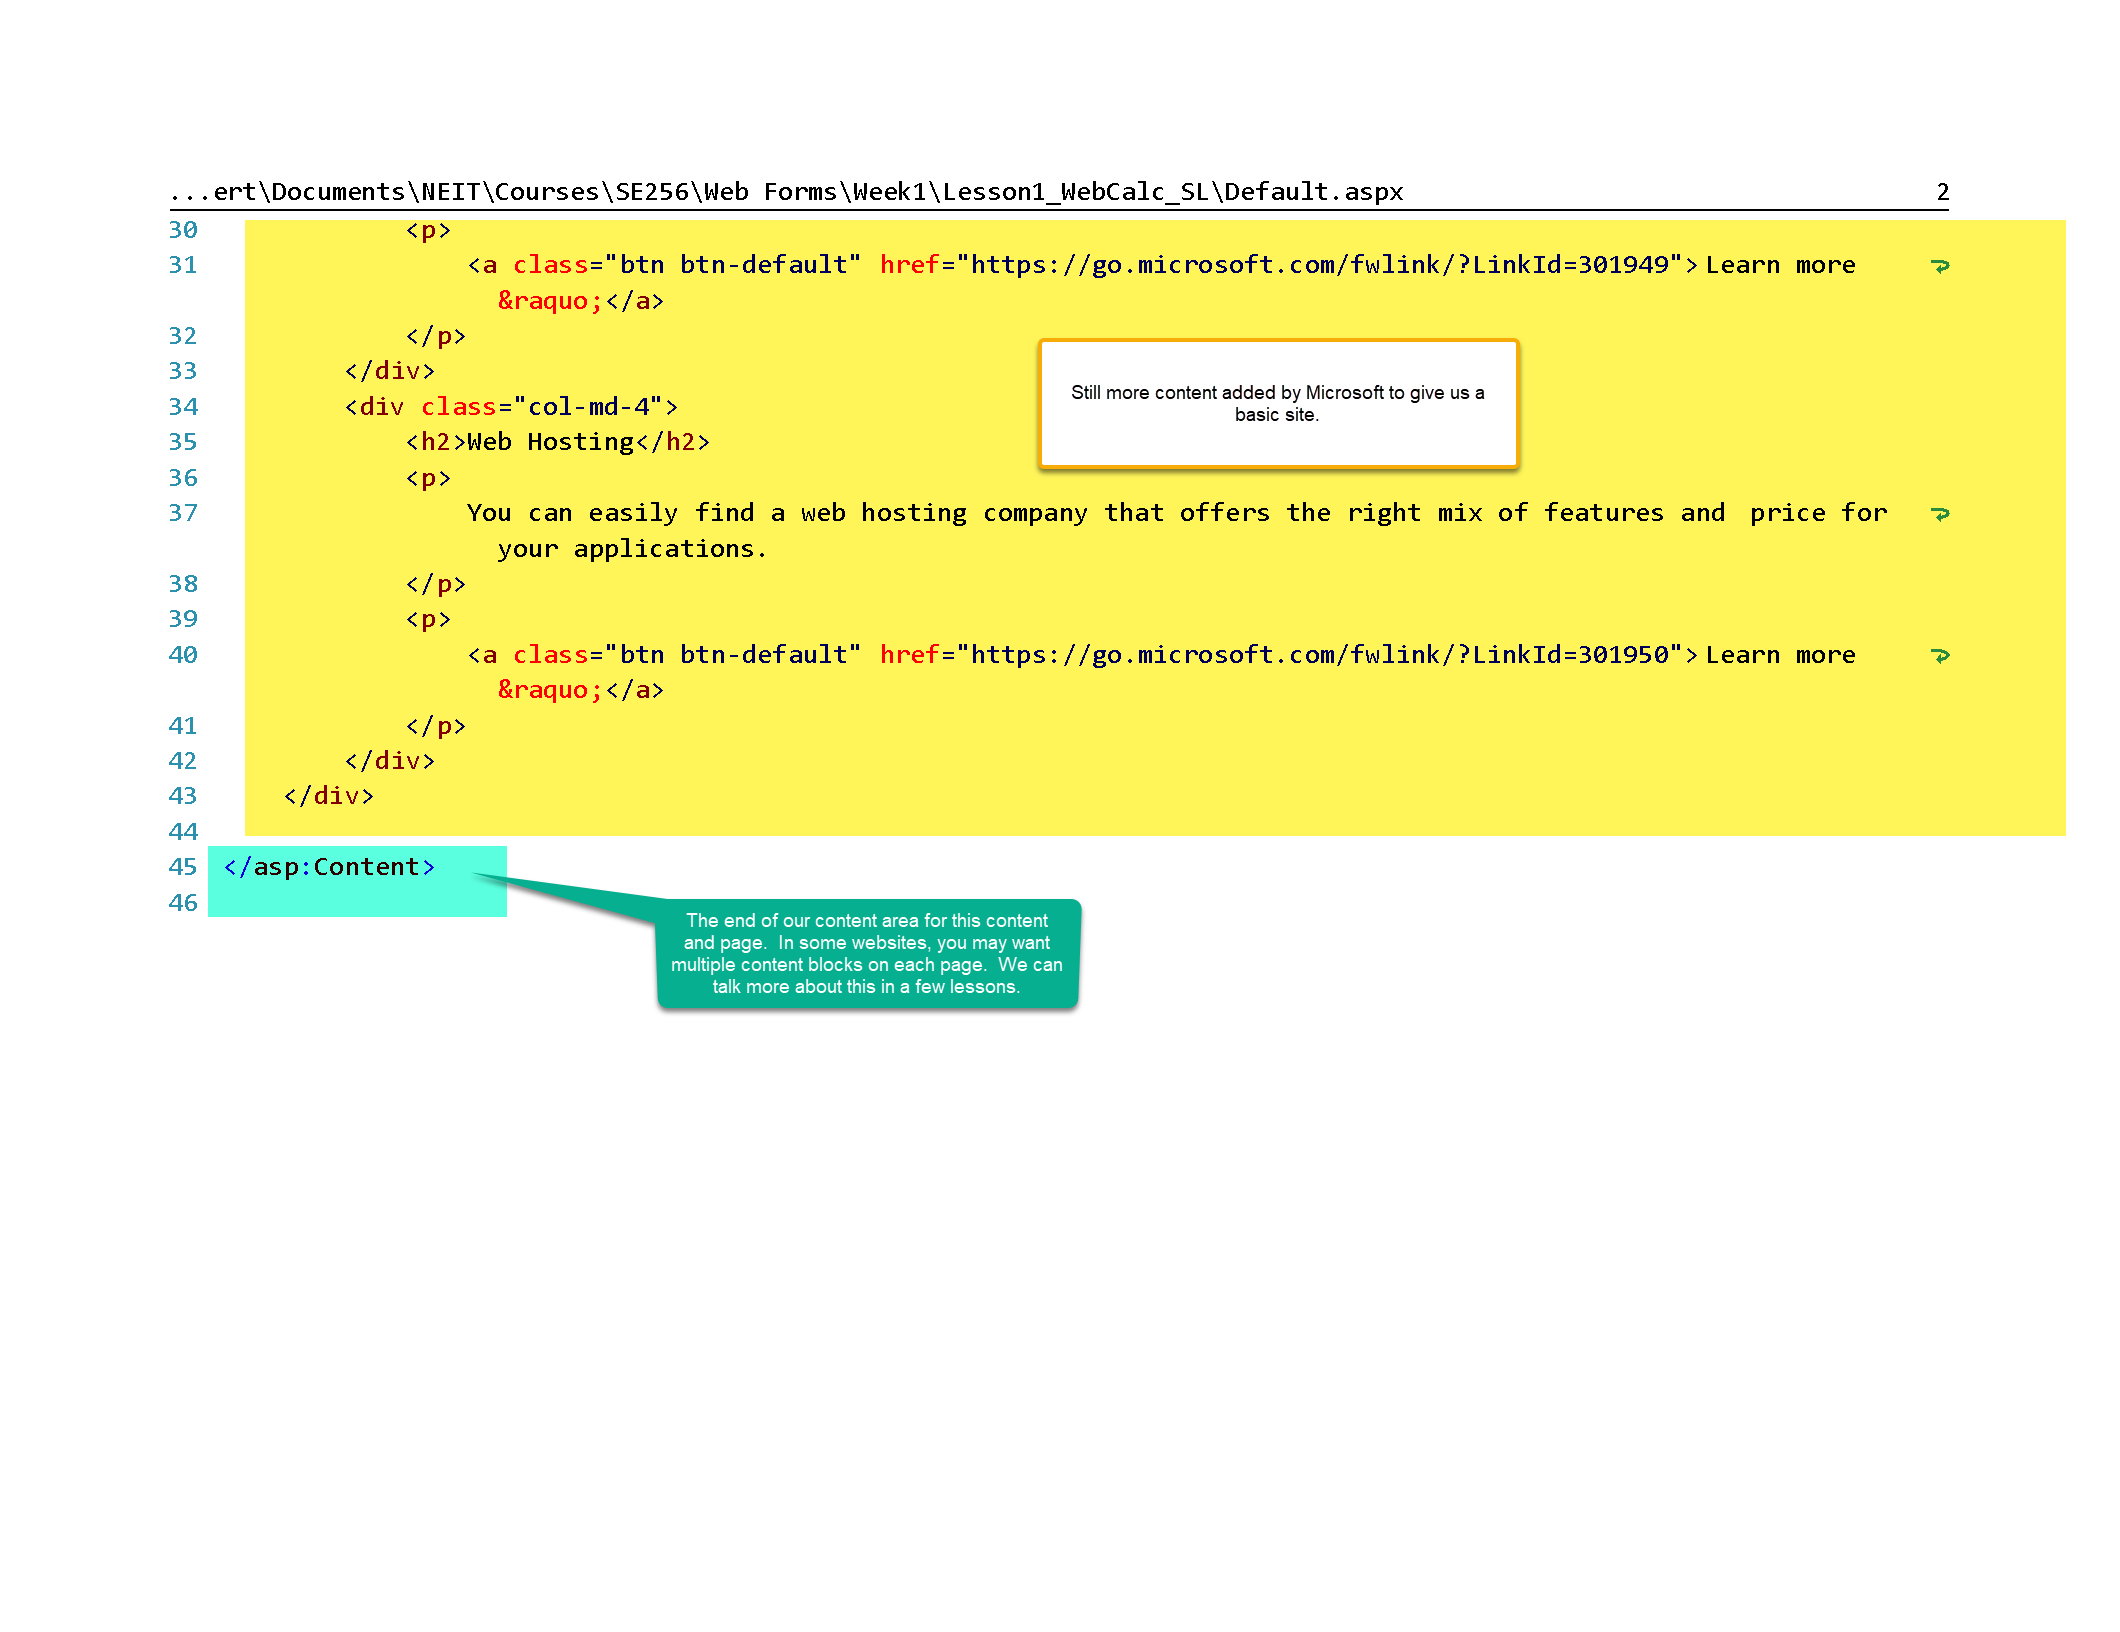 ...ert\Documents\NEIT\Courses\SE256\Web Forms\Week1\Lesson1_WebCalc_SL\Default.aspx 2
30 <p>
31 <a class="btn btn-default" href="https://go.microsoft.com/fwlink/?LinkId=301949">Learn more
&raquo;</a>
32 </p>
33 </div>
34 <div class="col-md-4">
35 <h2>Web Hosting</h2>
36 <p>
37 You can easily find a web hosting company that offers the right mix of features and price for
your applications.
38 </p>
39 <p>
40 <a class="btn btn-default" href="https://go.microsoft.com/fwlink/?LinkId=301950">Learn more
&raquo;</a>
41 </p>
42 </div>
43 </div>
44
45 </asp:Content>
46
Still more content added by Microsoft to give us a
basic site.
The end of our content area for this content
and page. In some websites, you may want
multiple content blocks on each page. We can
talk more about this in a few lessons.